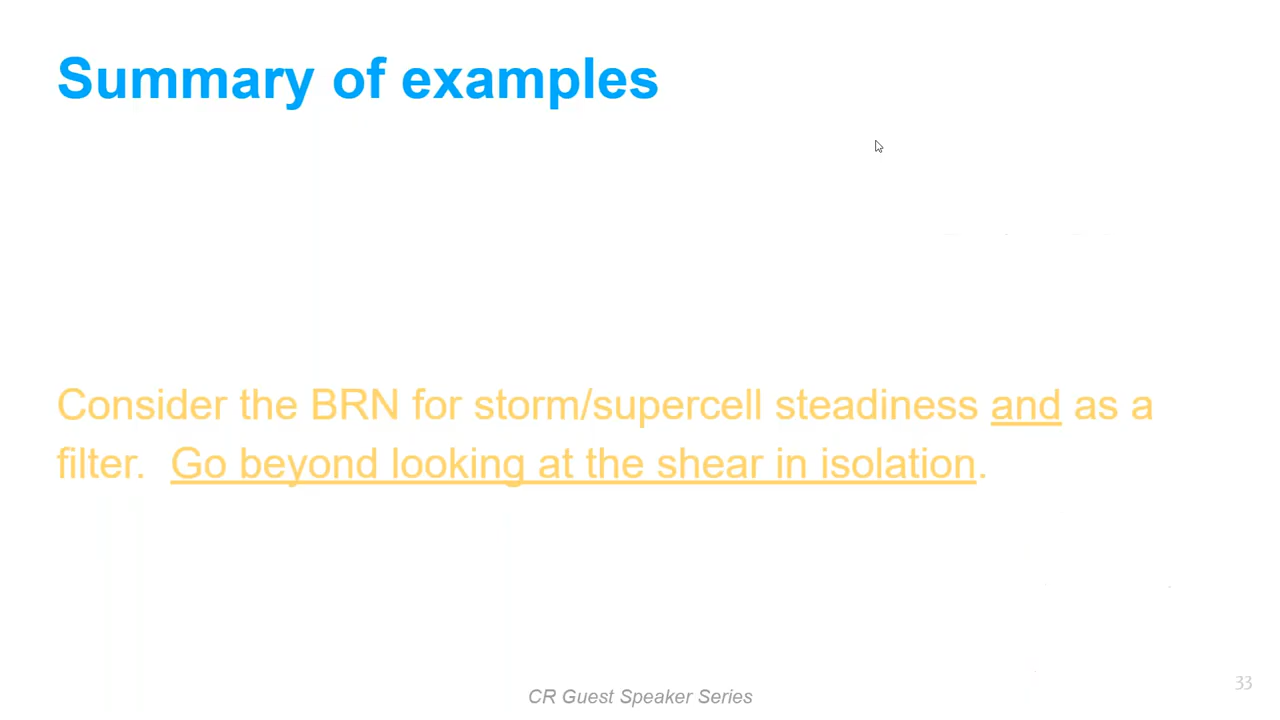 Summary of examples
Consider the BRN for storm/supercell steadiness and as a
filter.  Go beyond looking at the shear in isolation.
CR Guest Speaker Series
33